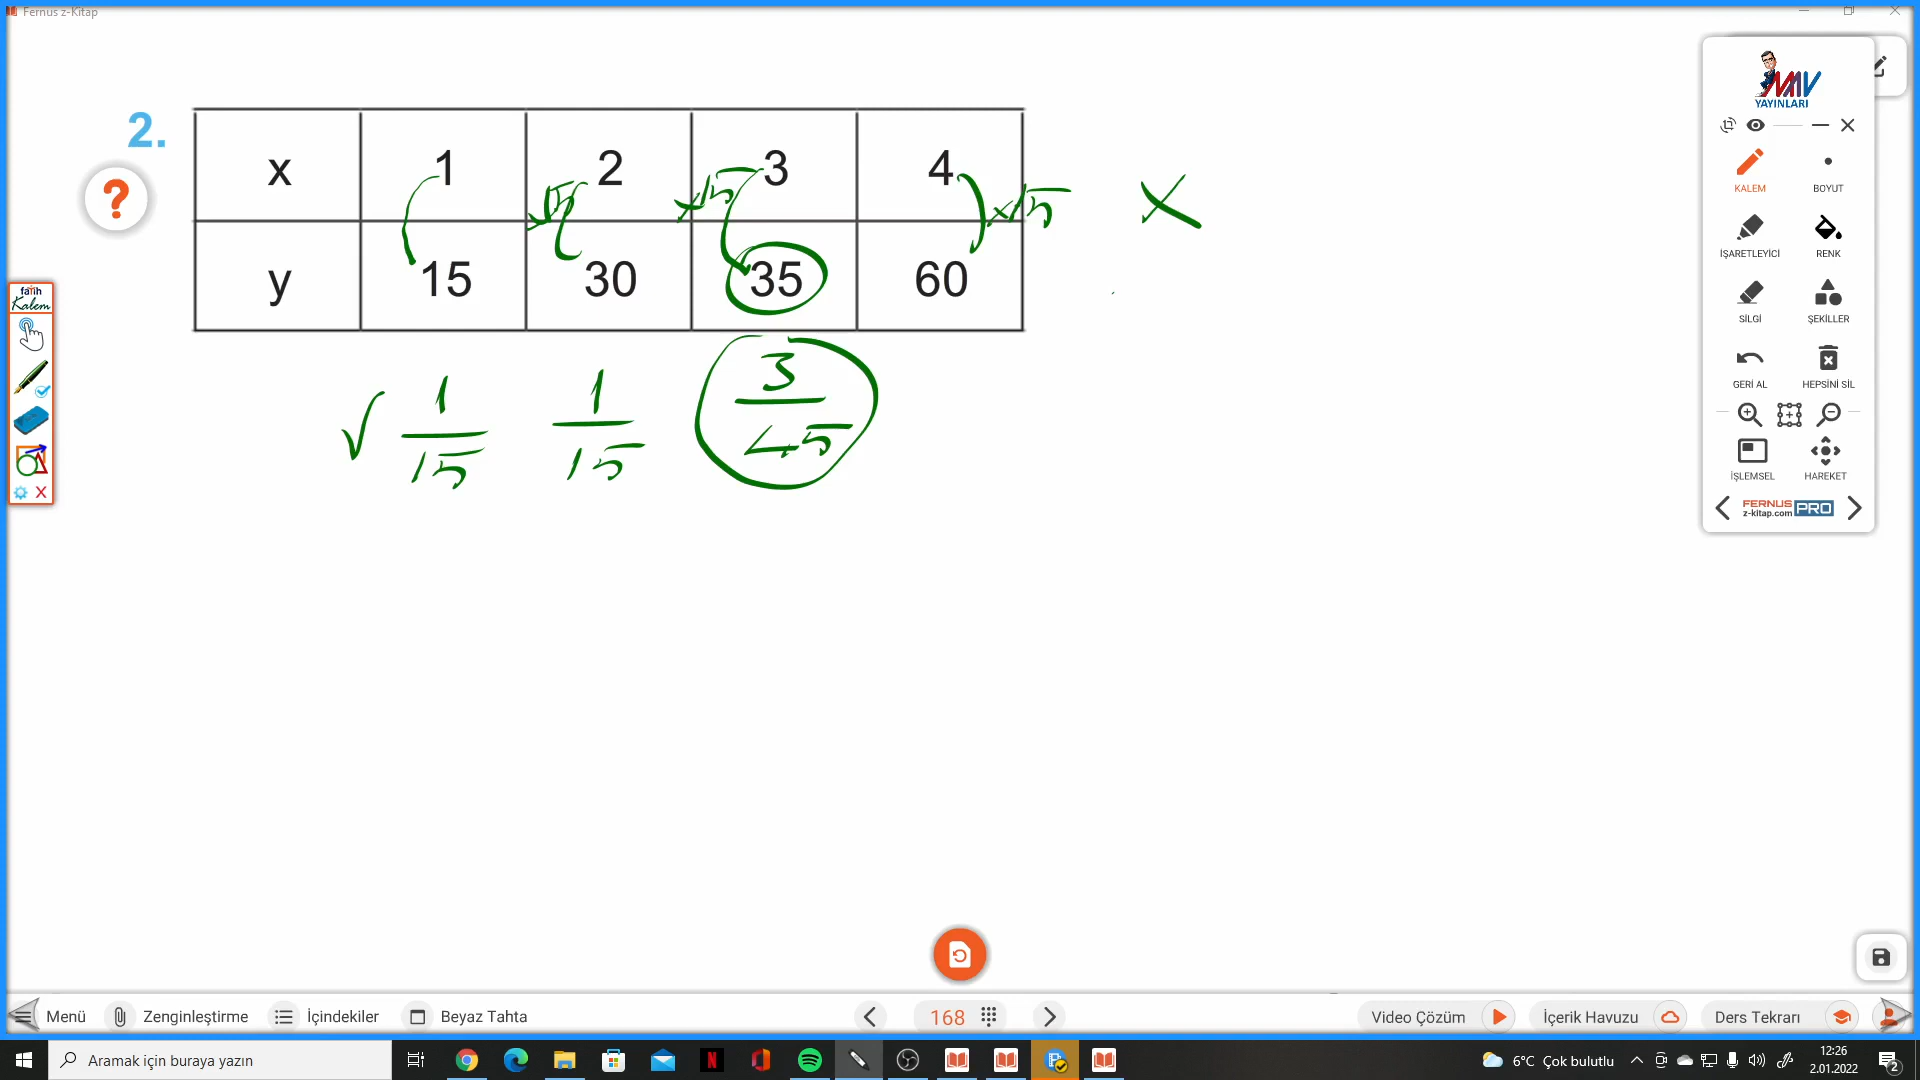 Fernus z-Kitap
2.
x 1 2 3 4
x15 x15 x15 X
y 15 30 35 60
√ 1/15 1/15 3/45
?
fatih
Kalem
X
MMV
YAYINLARI
KALEM BOYUT
İŞARETLEYİCİ RENK
SİLGİ ŞEKİLLER
GERİ AL HEPSİNİ SİL
İŞLEMSEL HAREKET
FERNUS
z-kitap.com PRO
Menü Zenginleştirme İçindekiler Beyaz Tahta 168 Video Çözüm İçerik Havuzu Ders Tekrarı
Aramak için buraya yazın 6°C Çok bulutlu 12:26
2.01.2022 2